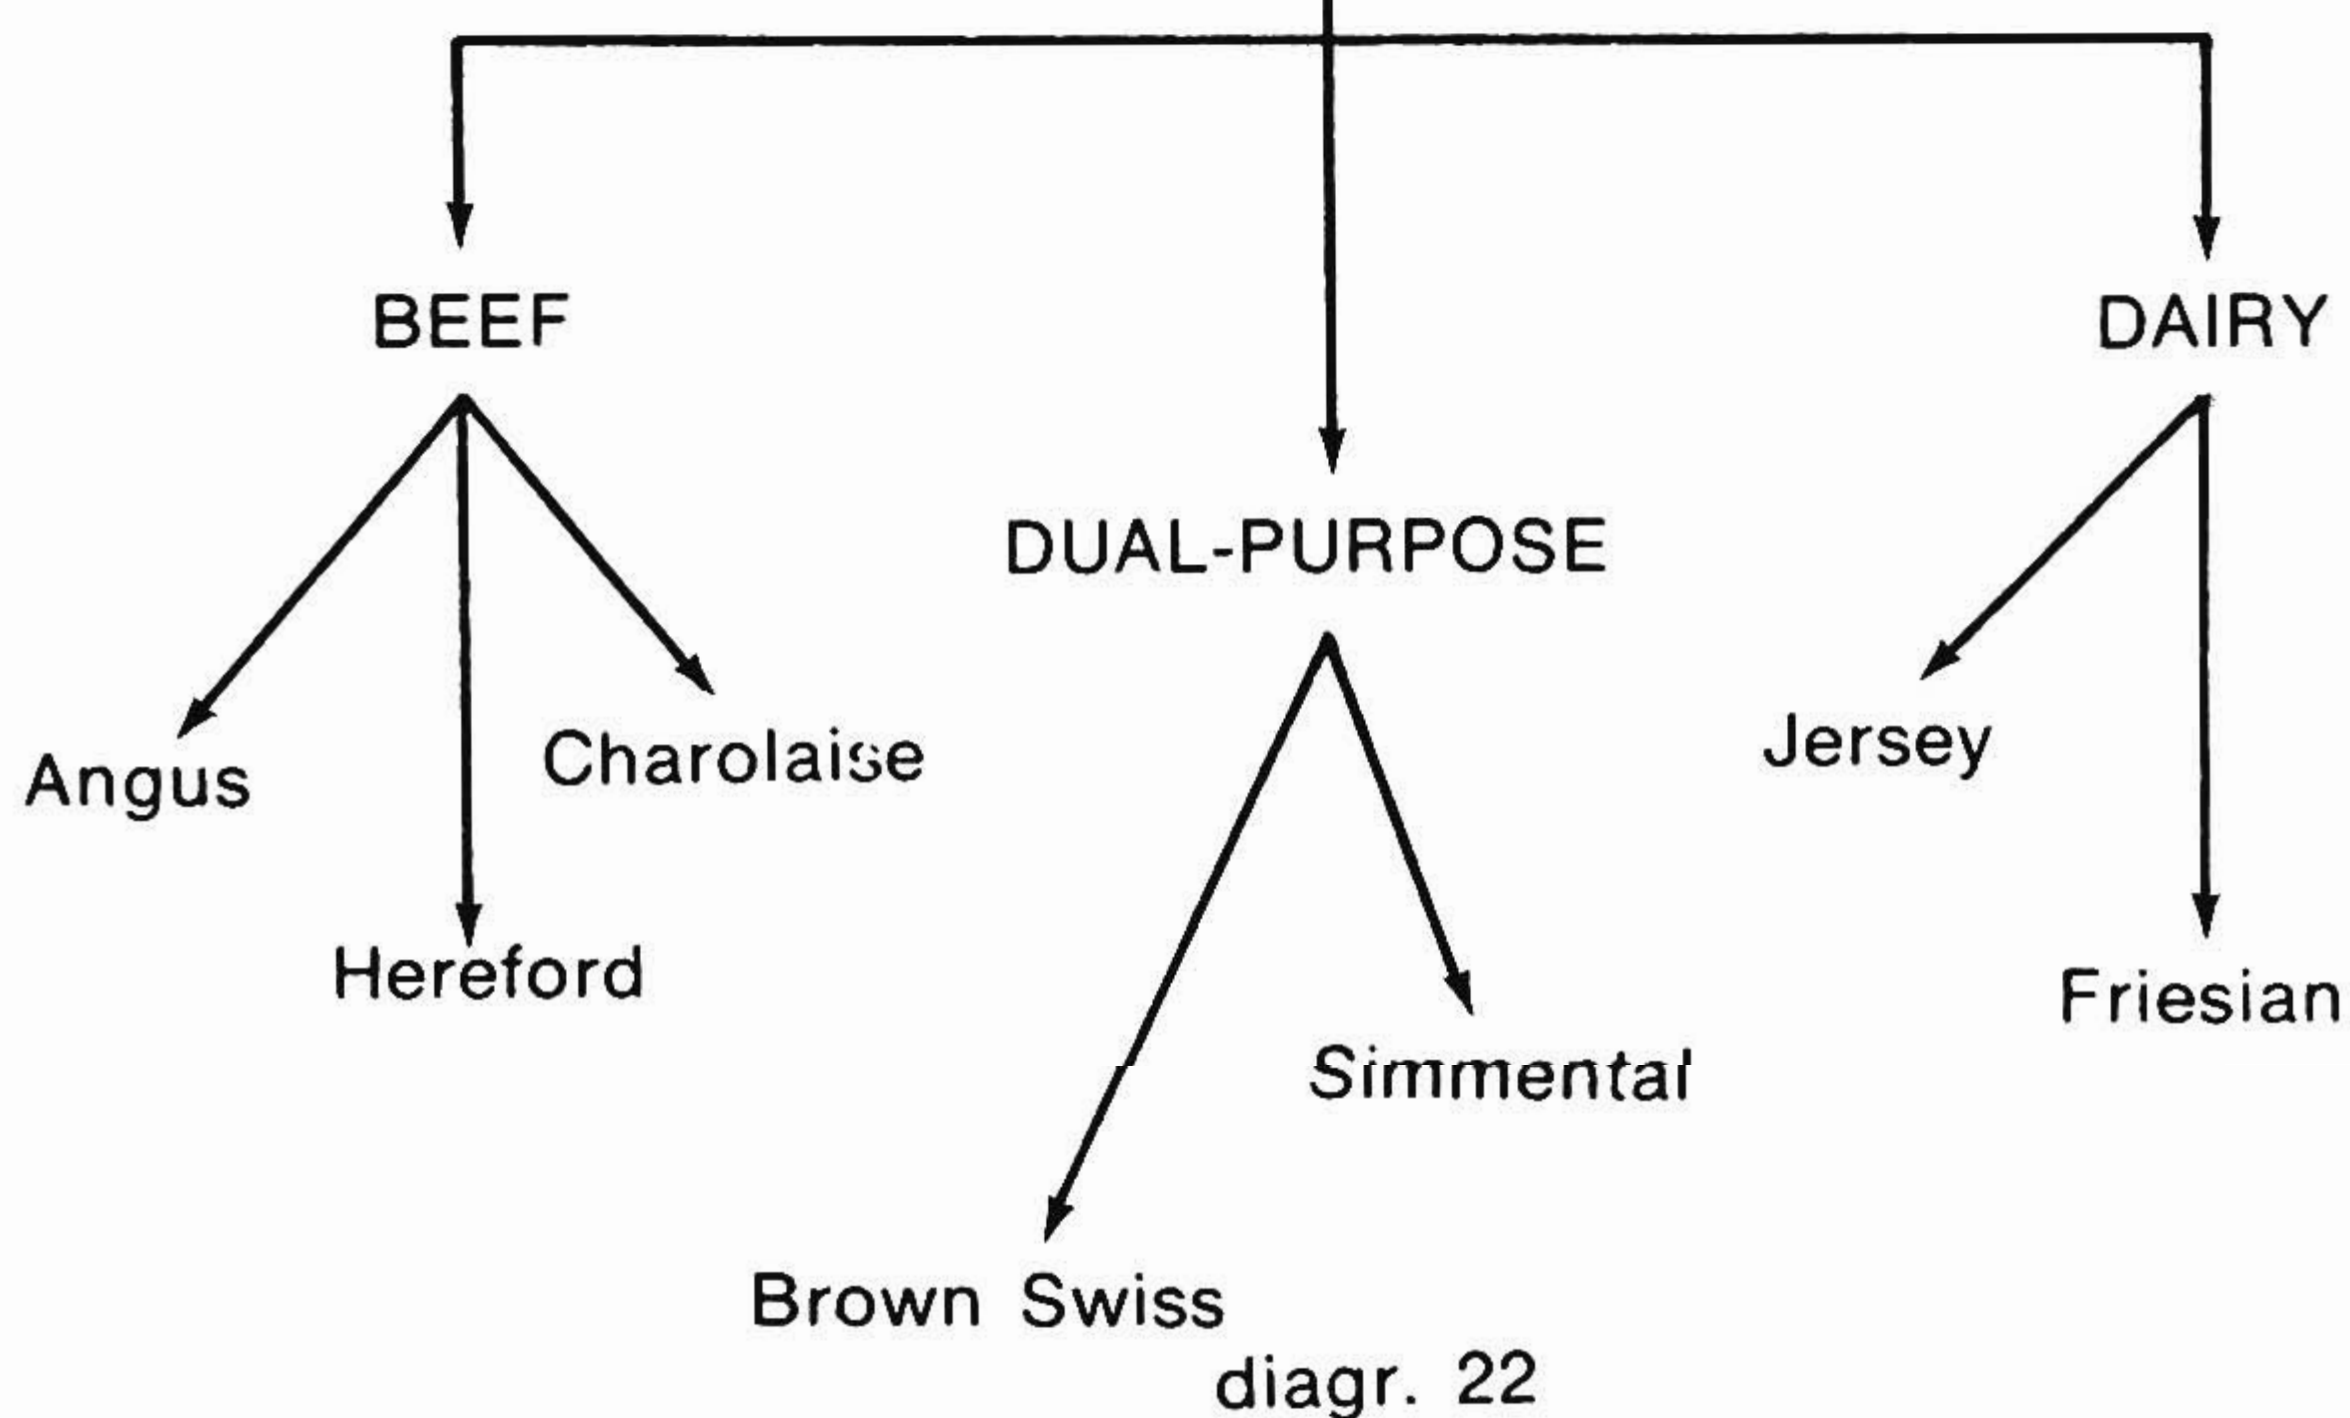 BEEF
DAIRY
DUAL-PURPOSE
Angus
Charolaise
Jersey
Hereford
Friesian
Simmental
Brown Swiss
diagr. 22